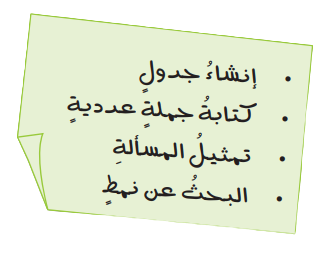 • إنشاءُ جدولٍ
• كتابةُ جملةٍ عدديةٍ
• تمثيلُ المسألةِ
• البحثُ عن نمطٍ